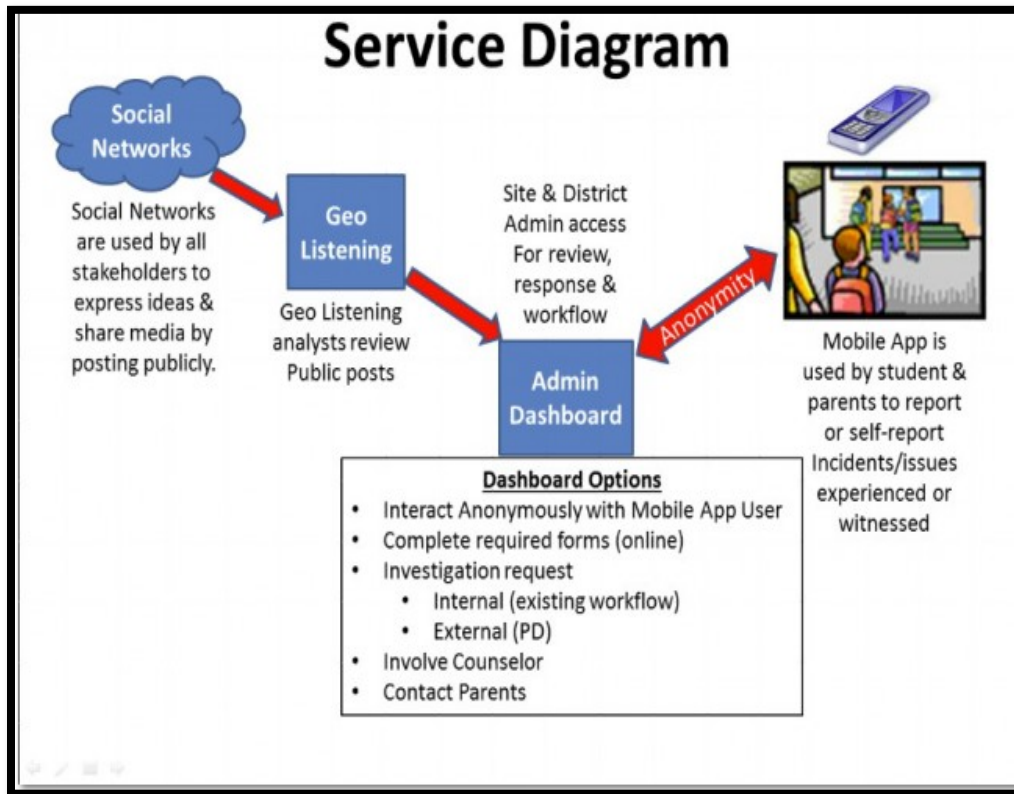 Service Diagram
Social
Networks
Social Networks
are used by all
stakeholders to
express ideas &
share media by
posting publicly.
Geo
Listening
Geo Listening
analysts review
Public posts
Site & District
Admin access
For review,
response &
workflow
Admin
Dashboard
Anonymity
Mobile App is
used by student &
parents to report
or self-report
Incidents/issues
experienced or
witnessed
Dashboard Options
• Interact Anonymously with Mobile App User
• Complete required forms (online)
• Investigation request
• Internal (existing workflow)
• External (PD)
• Involve Counselor
• Contact Parents